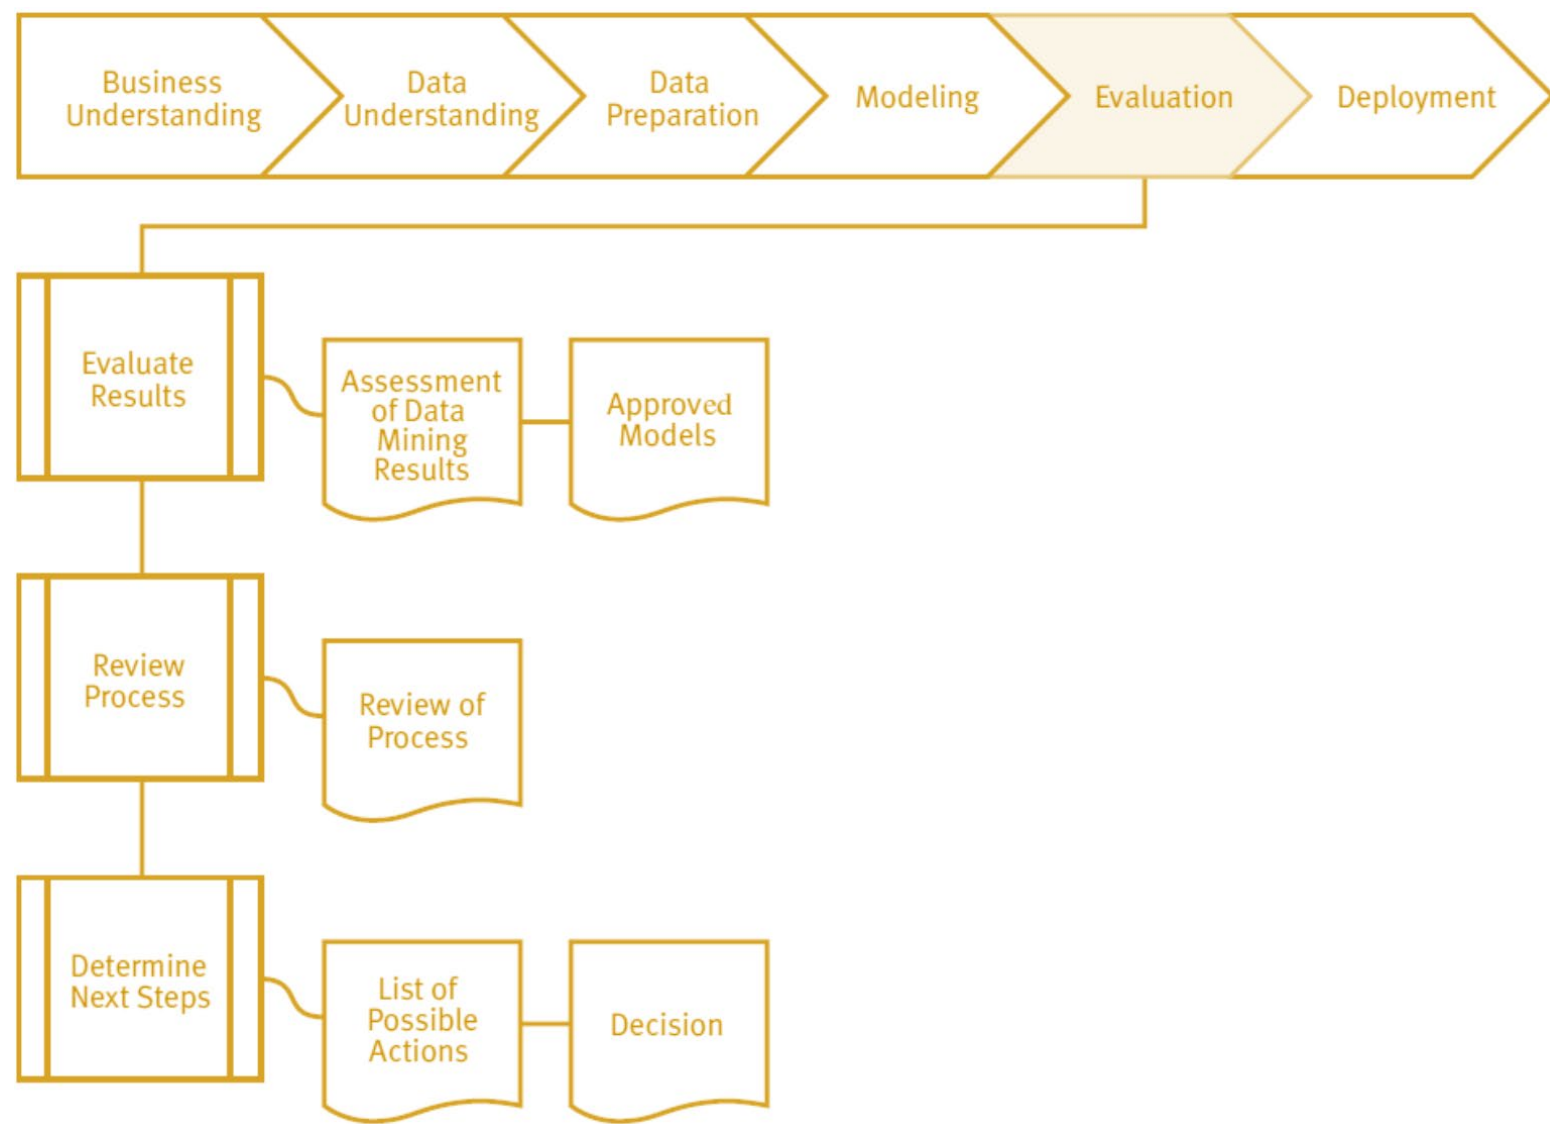 Business
Understanding
Data
Understanding
Data
Preparation
Modeling
Evaluation
Deployment
Evaluate
Results
Assessment
of Data
Mining
Results
Approved
Models
Review
Process
Review of
Process
Determine
Next Steps
List of
Possible
Actions
Decision